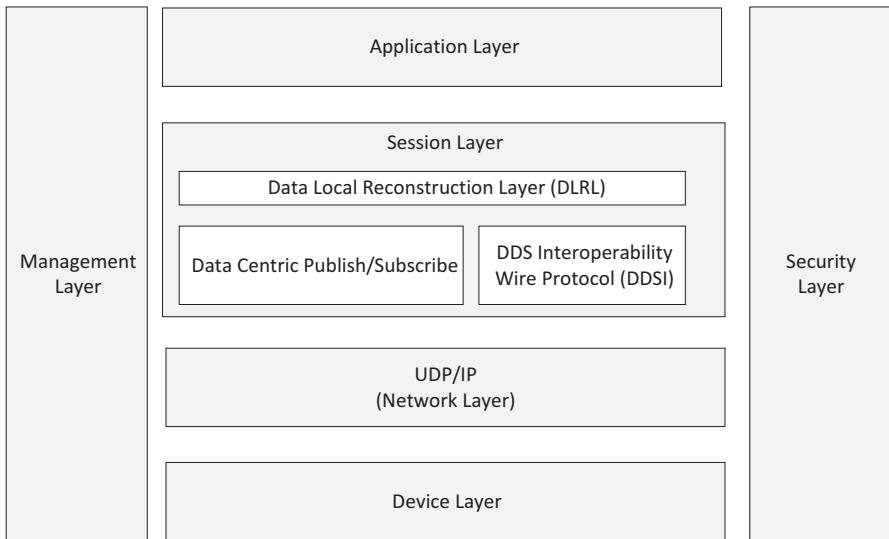 Application Layer
Session Layer
Data Local Reconstruction Layer (DLRL)
Data Centric Publish/Subscribe
DDS Interoperability
Wire Protocol (DDSI)
Management
Layer
Security
Layer
UDP/IP
(Network Layer)
Device Layer